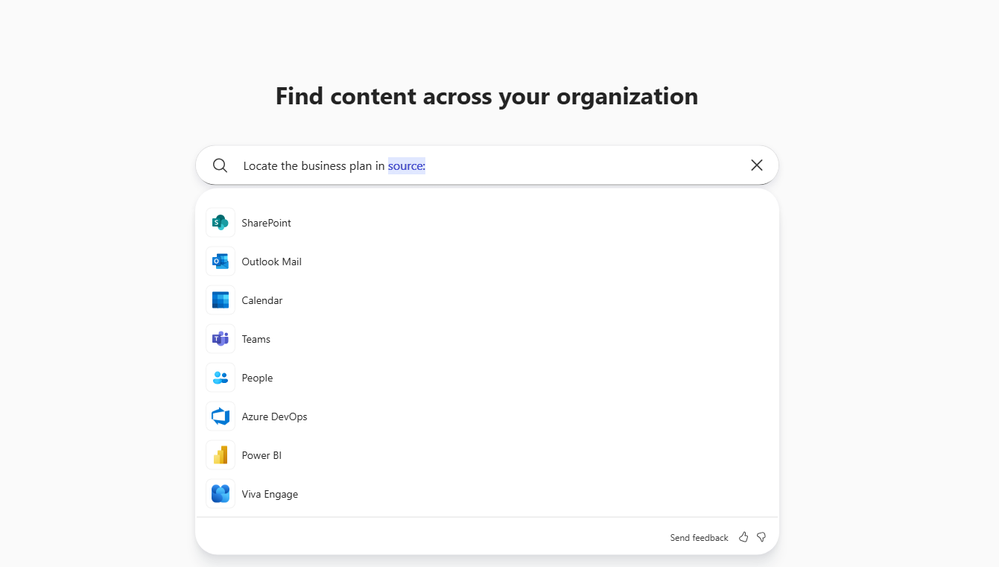 Find content across your organization
Locate the business plan in source:
SharePoint
Outlook Mail
Calendar
Teams
People
Azure DevOps
Power BI
Viva Engage
Send feedback